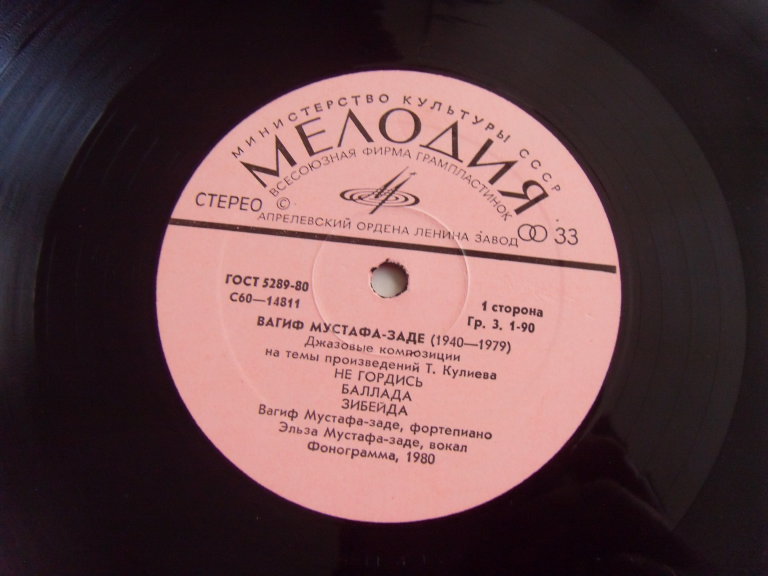 МИНИСТЕРСТВО КУЛЬТУРЫ СССР
МЕЛОДИЯ
ВСЕСОЮЗНАЯ ФИРМА ГРАМПЛАСТИНОК
СТЕРЕО ©
33
АПРЕЛЕВСКИЙ ОРДЕНА ЛЕНИНА ЗАВОД
ГОСТ 5289-80
С60—14811
1 сторона
Гр. 3. 1-90
ВАГИФ МУСТАФА-ЗАДЕ (1940—1979)
Джазовые композиции
на темы произведений Т. Кулиева
НЕ ГОРДИСЬ
БАЛЛАДА
ЗИБЕЙДА
Вагиф Мустафа-заде, фортепиано
Эльза Мустафа-заде, вокал
Фонограмма, 1980